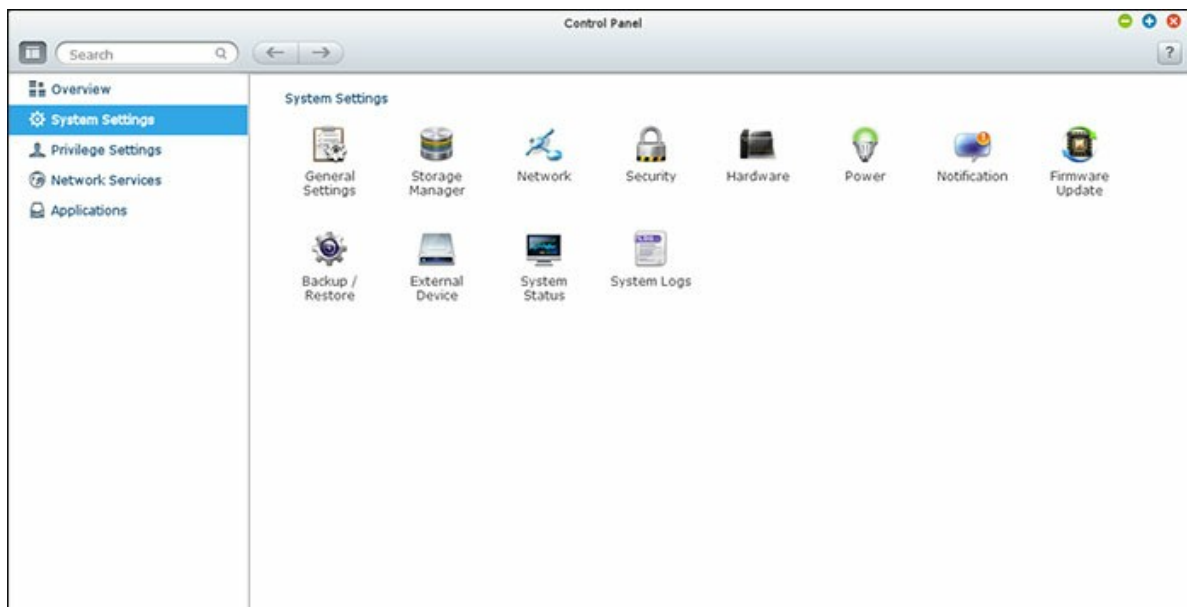 Control Panel
Search
?
Overview
System Settings
Privilege Settings
Network Services
Applications
System Settings
General
Settings
Storage
Manager
Network
Security
Hardware
Power
Notification
Firmware
Update
Backup /
Restore
External
Device
System
Status
System Logs